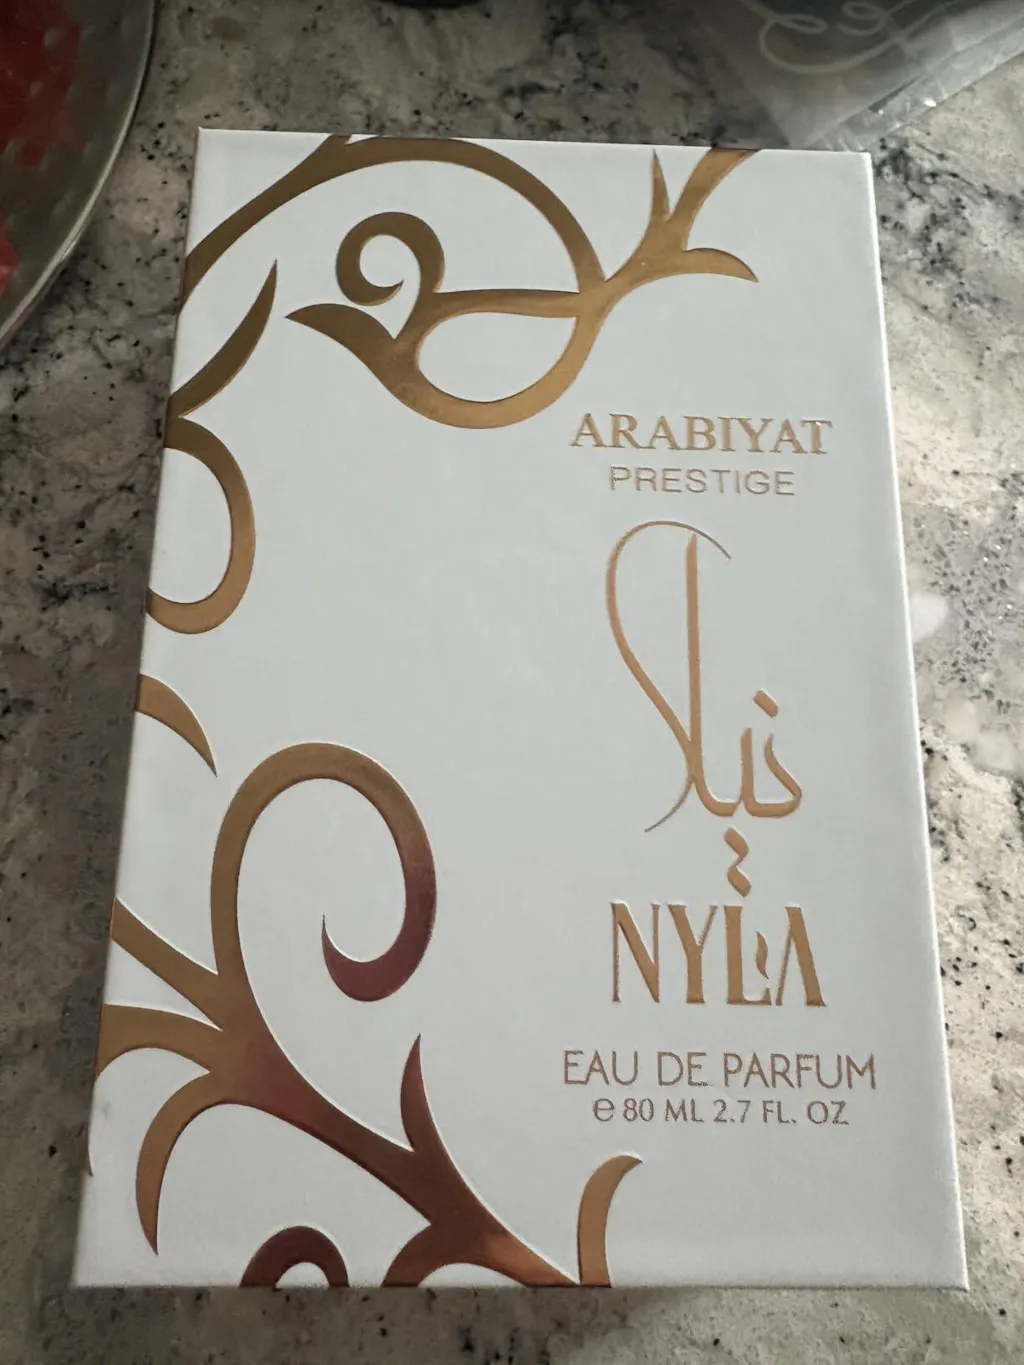 ARABIYAT
PRESTIGE
نيلا
NYLA
EAU DE PARFUM
℮ 80 ML 2.7 FL. OZ